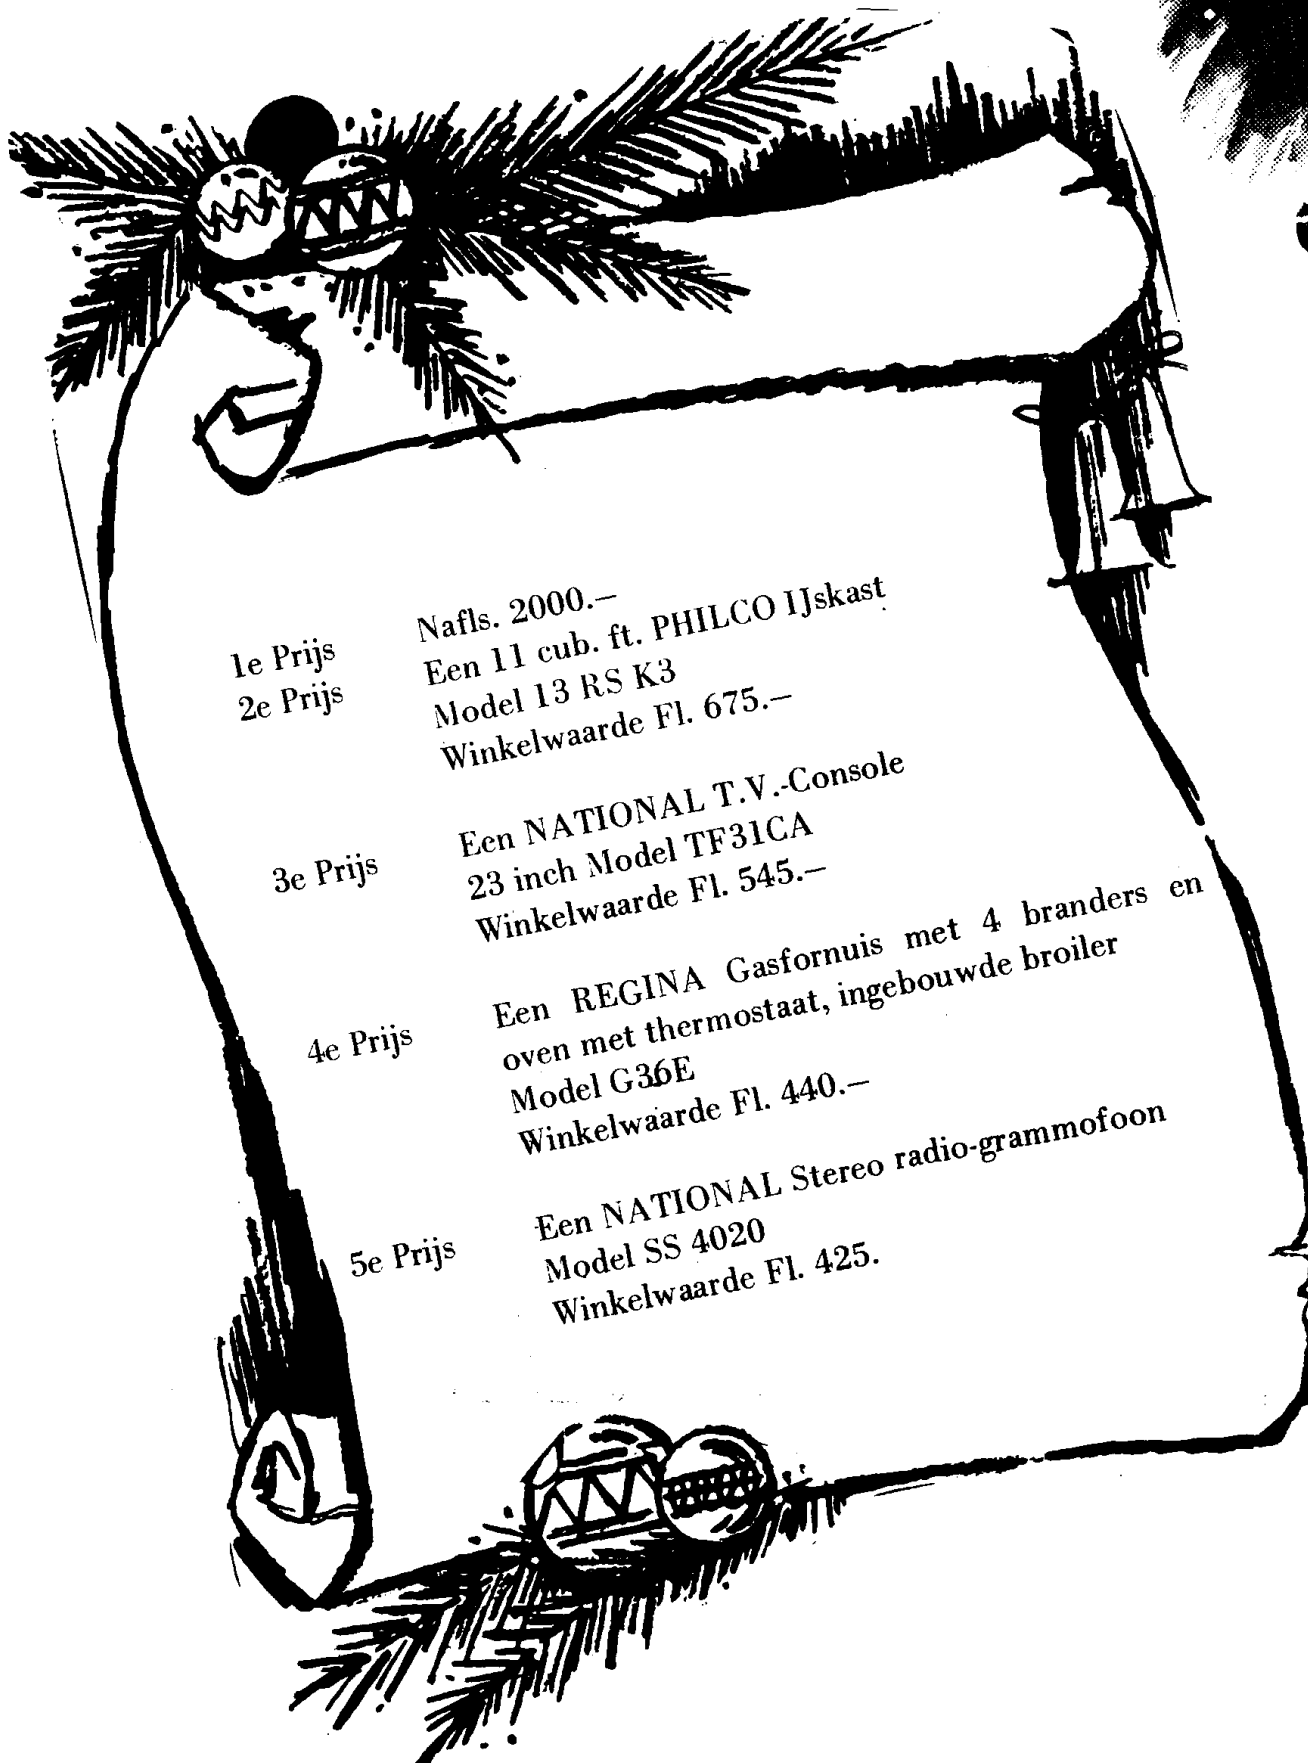 1e Prijs Nafls. 2000.—
2e Prijs Een 11 cub. ft. PHILCO IJskast
Model 13 RS K3
Winkelwaarde Fl. 675.—
3e Prijs Een NATIONAL T.V.-Console
23 inch Model TF31CA
Winkelwaarde Fl. 545.—
4e Prijs Een REGINA Gasfornuis met 4 branders en
oven met thermostaat, ingebouwde broiler
Model G36E
Winkelwaarde Fl. 440.—
5e Prijs Een NATIONAL Stereo radio-grammofoon
Model SS 4020
Winkelwaarde Fl. 425.